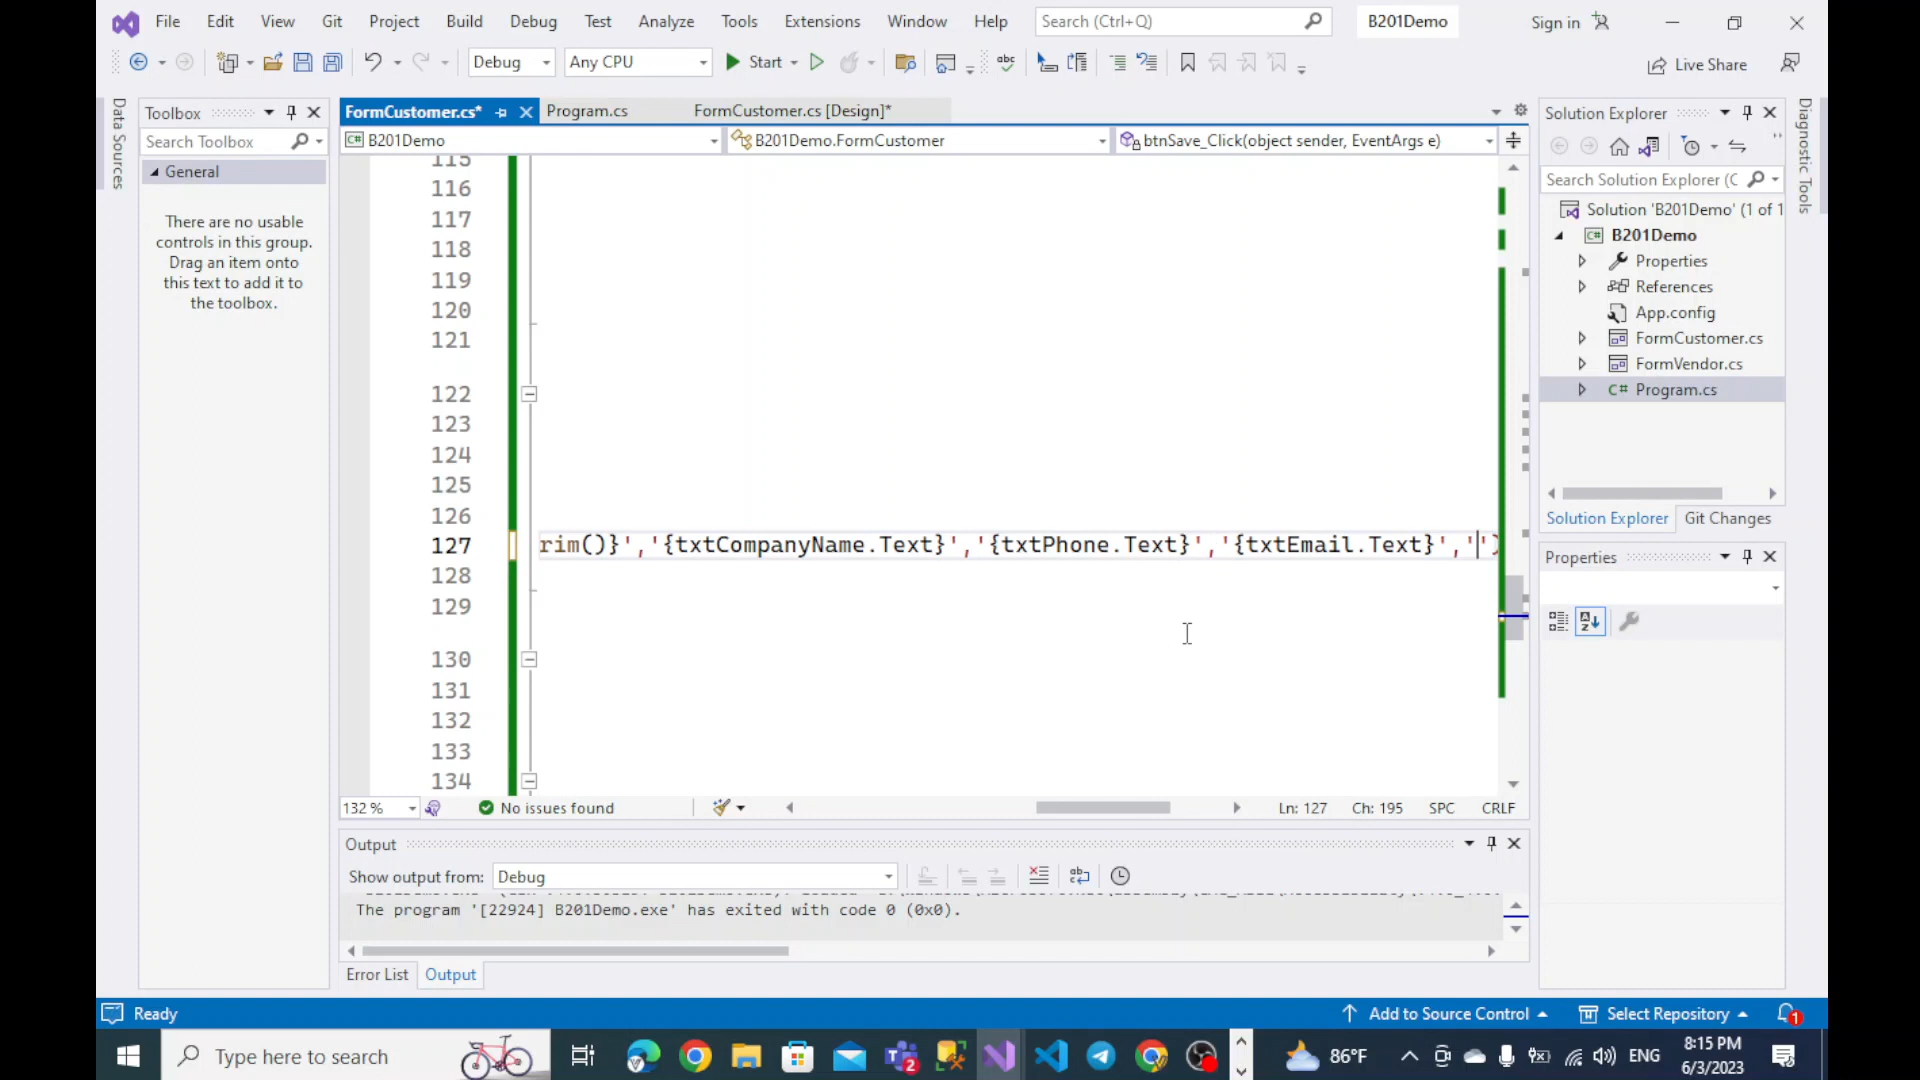 File Edit View Git Project Build Debug Test Analyze Tools Extensions Window Help Search (Ctrl+Q) B201Demo Sign in
Debug Any CPU Start Live Share
Data Sources
Toolbox
Search Toolbox
General
There are no usable
controls in this group.
Drag an item onto
this text to add it to
the toolbox.
FormCustomer.cs* Program.cs FormCustomer.cs [Design]*
C# B201Demo B201Demo.FormCustomer btnSave_Click(object sender, EventArgs e)
115
116
117
118
119
120
121
122
123
124
125
126
127 rim()}','{txtCompanyName.Text}','{txtPhone.Text}','{txtEmail.Text}','')
128
129
130
131
132
133
134
132 % No issues found Ln: 127 Ch: 195 SPC CRLF
Output
Show output from: Debug
The program '[22924] B201Demo.exe' has exited with code 0 (0x0).
Error List Output
Solution Explorer
Search Solution Explorer (C
Solution 'B201Demo' (1 of 1
C# B201Demo
Properties
References
App.config
FormCustomer.cs
FormVendor.cs
C# Program.cs
Solution Explorer Git Changes
Properties
Diagnostic Tools
Ready Add to Source Control Select Repository 1
Type here to search 2 86°F ENG 8:15 PM
6/3/2023